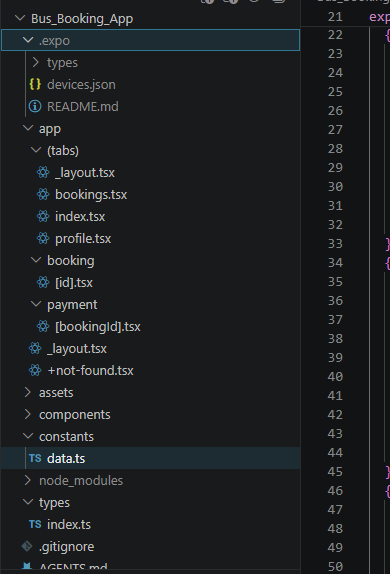 Bus_Booking_App
.expo
types
{} devices.json
README.md
app
(tabs)
_layout.tsx
bookings.tsx
index.tsx
profile.tsx
booking
[id].tsx
payment
[bookingId].tsx
_layout.tsx
+not-found.tsx
assets
components
constants
TS data.ts
node_modules
types
TS index.ts
.gitignore
AGENTS.md
Bus_Booking
21 exp
22 {
23
24
25
26
27
28
29
30
31
32
33 }
34 {
35
36
37
38
39
40
41
42
43
44
45 }
46 {
47
48
49
50